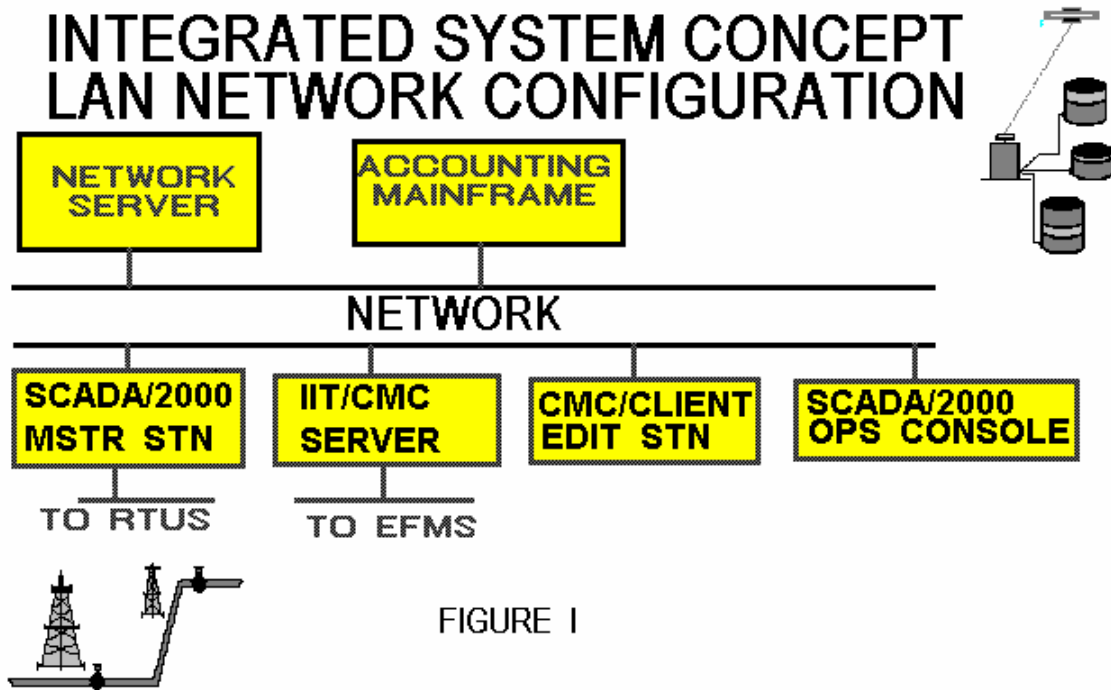 INTEGRATED SYSTEM CONCEPT
LAN NETWORK CONFIGURATION
NETWORK
SERVER
ACCOUNTING
MAINFRAME
NETWORK
SCADA/2000
MSTR STN
IIT/CMC
SERVER
CMC/CLIENT
EDIT STN
SCADA/2000
OPS CONSOLE
TO RTUS
TO EFMS
FIGURE I